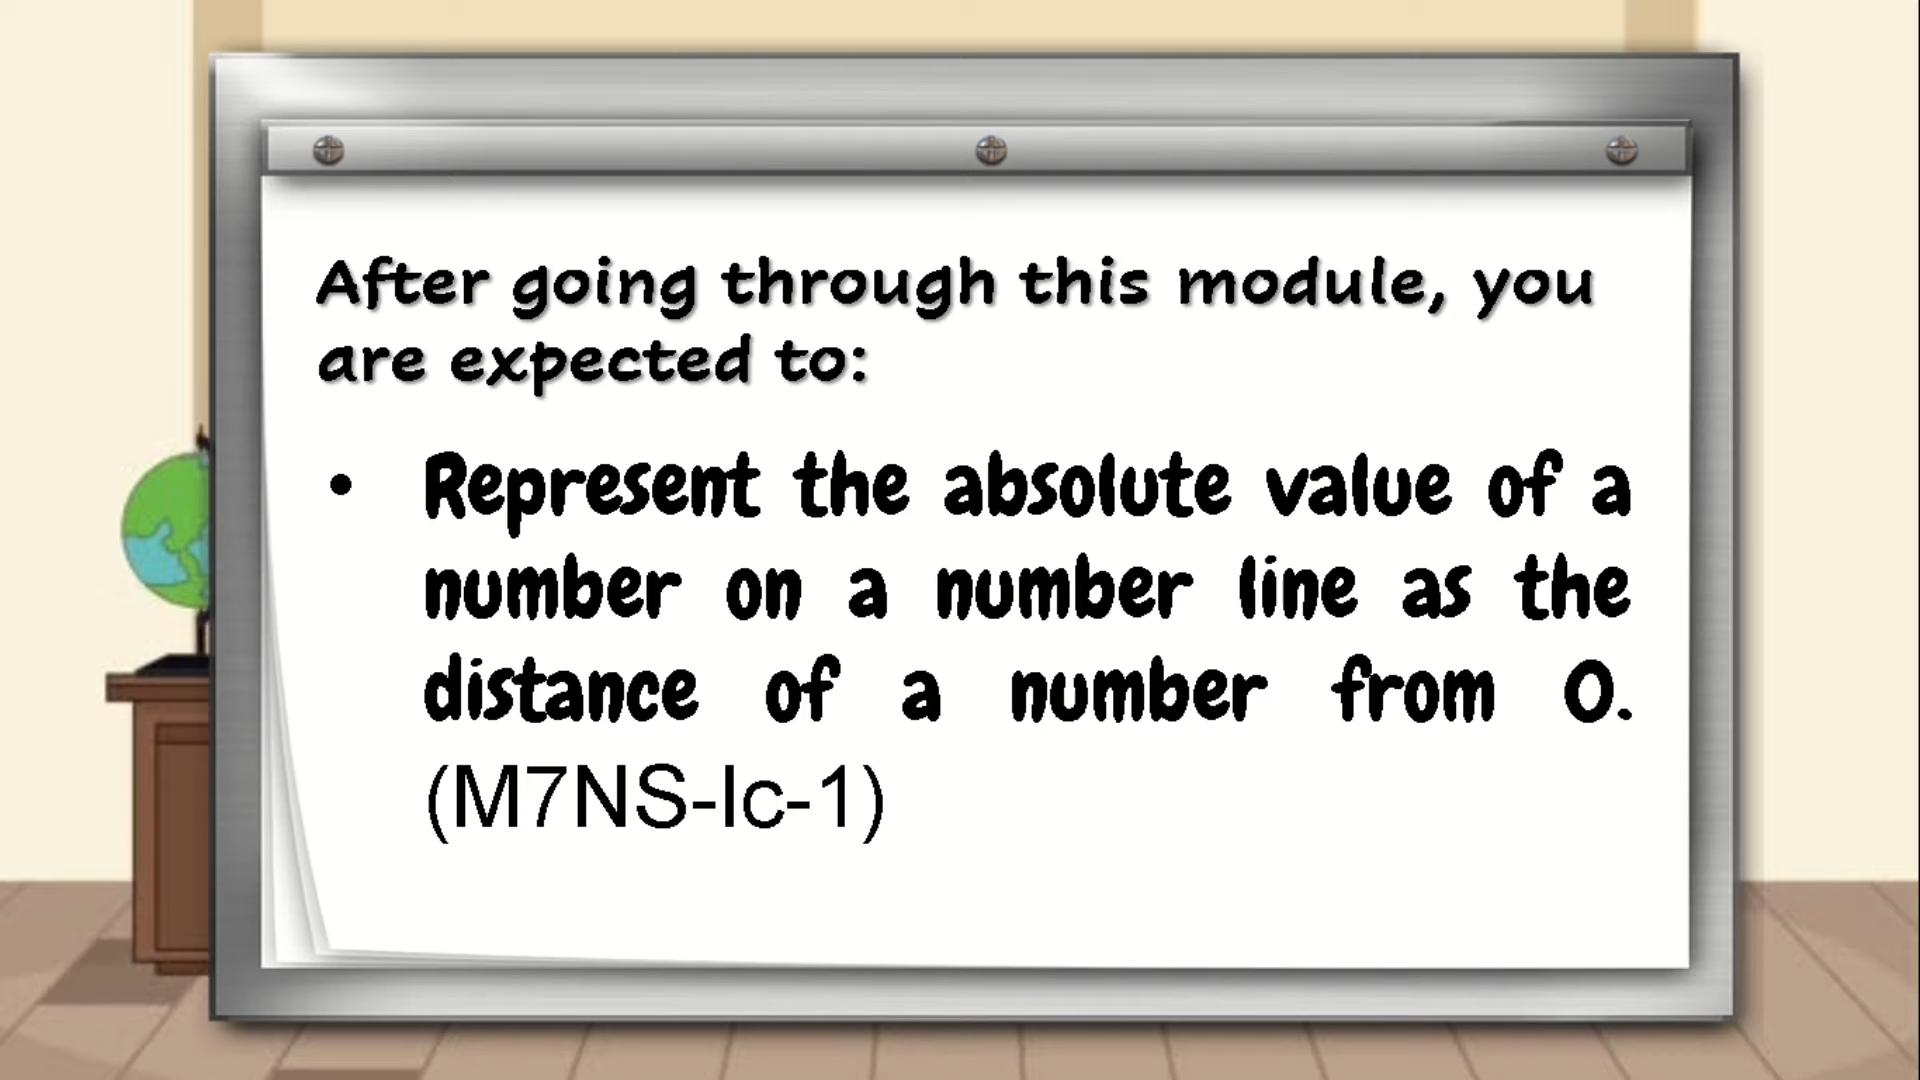 After going through this module, you
are expected to:
• Represent the absolute value of a
number on a number line as the
distance of a number from 0.
(M7NS-Ic-1)